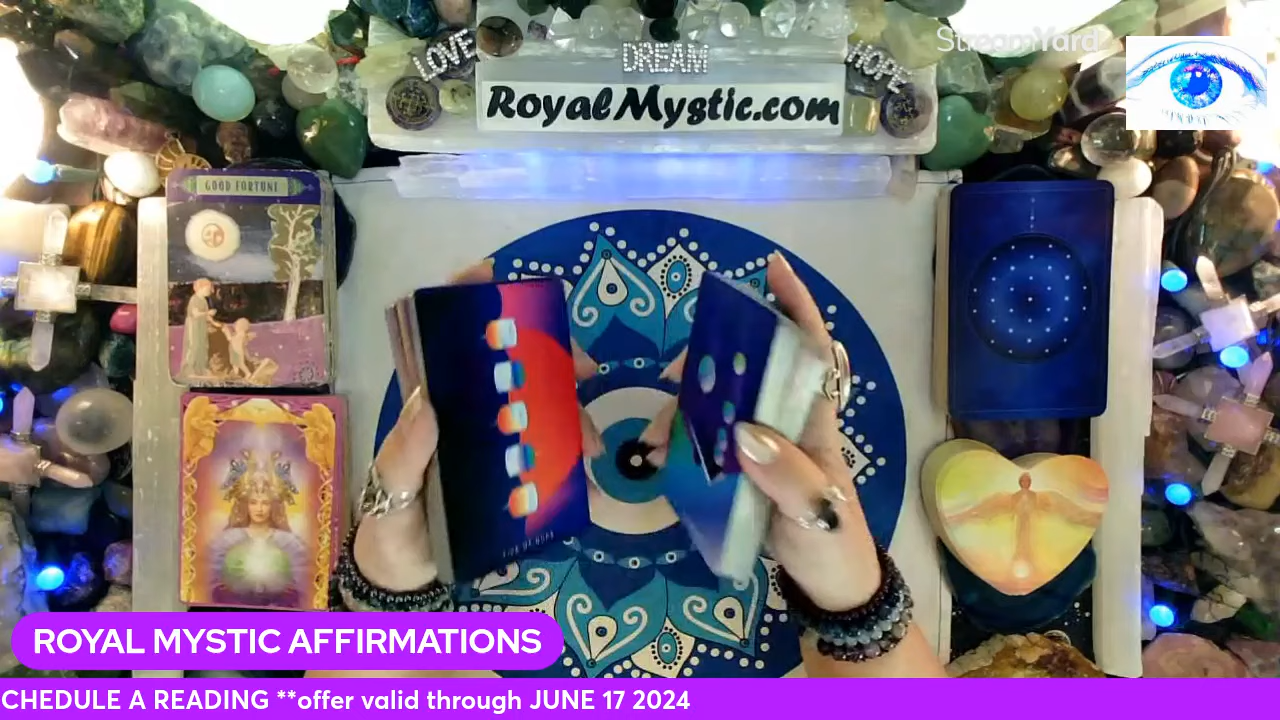 StreamYard
LOVE
DREAM
HOPE
RoyalMystic.com
GOOD FORTUNE
ROYAL MYSTIC AFFIRMATIONS
CHEDULE A READING **offer valid through JUNE 17 2024